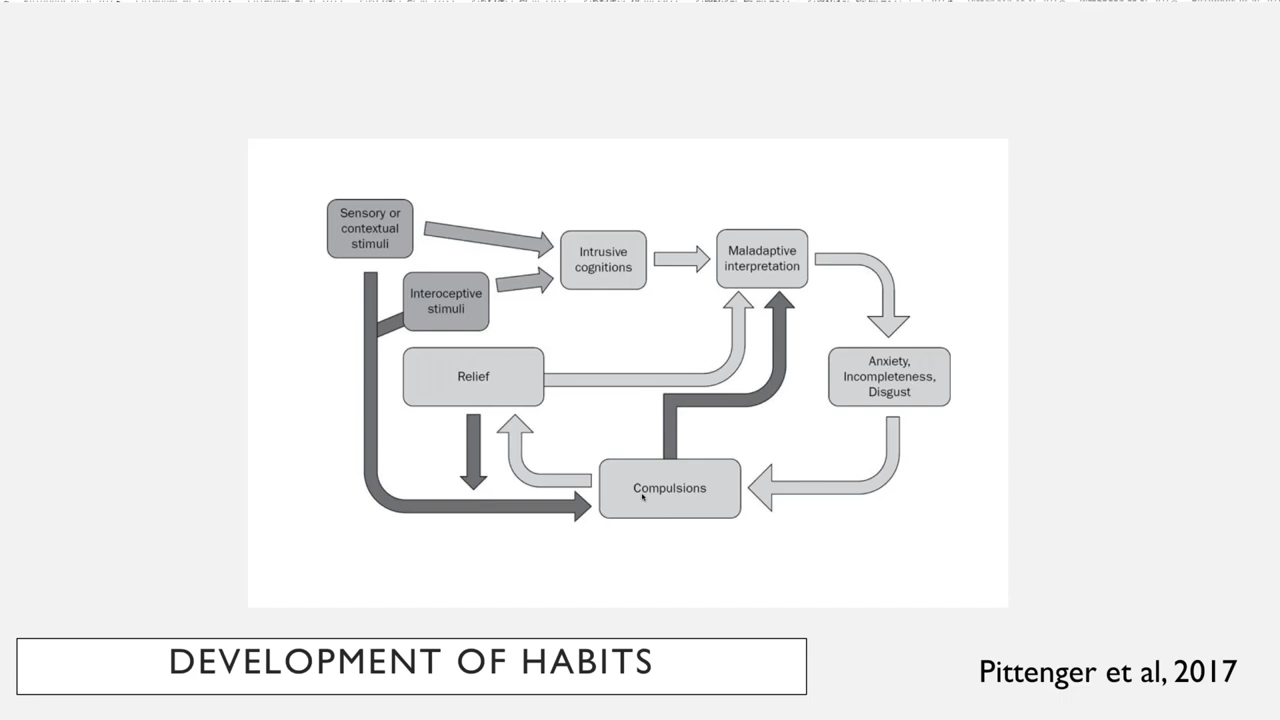 Sensory or
contextual
stimuli
Intrusive
cognitions
Maladaptive
interpretation
Interoceptive
stimuli
Relief
Anxiety,
Incompleteness,
Disgust
Compulsions
DEVELOPMENT OF HABITS
Pittenger et al, 2017